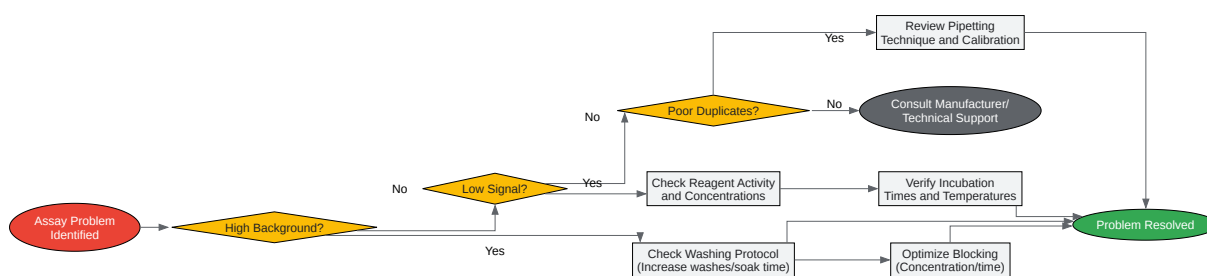 Assay Problem
Identified
High Background?
No
Yes
Low Signal?
No
Yes
Poor Duplicates?
Yes
No
Review Pipetting
Technique and Calibration
Consult Manufacturer/
Technical Support
Check Reagent Activity
and Concentrations
Verify Incubation
Times and Temperatures
Check Washing Protocol
(Increase washes/soak time)
Optimize Blocking
(Concentration/time)
Problem Resolved